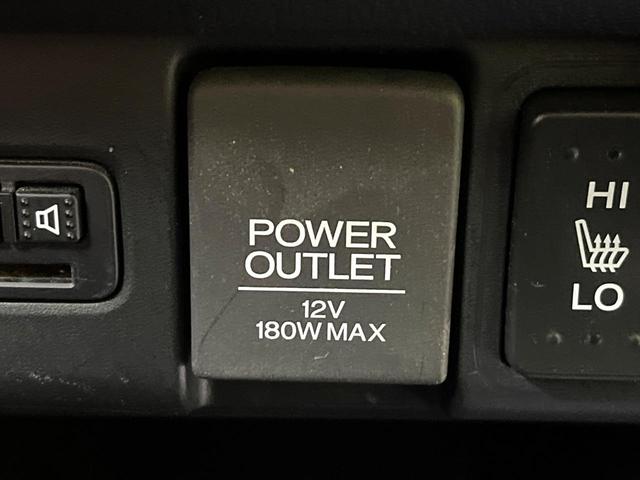 POWER
OUTLET
12V
180W MAX
HI
LO